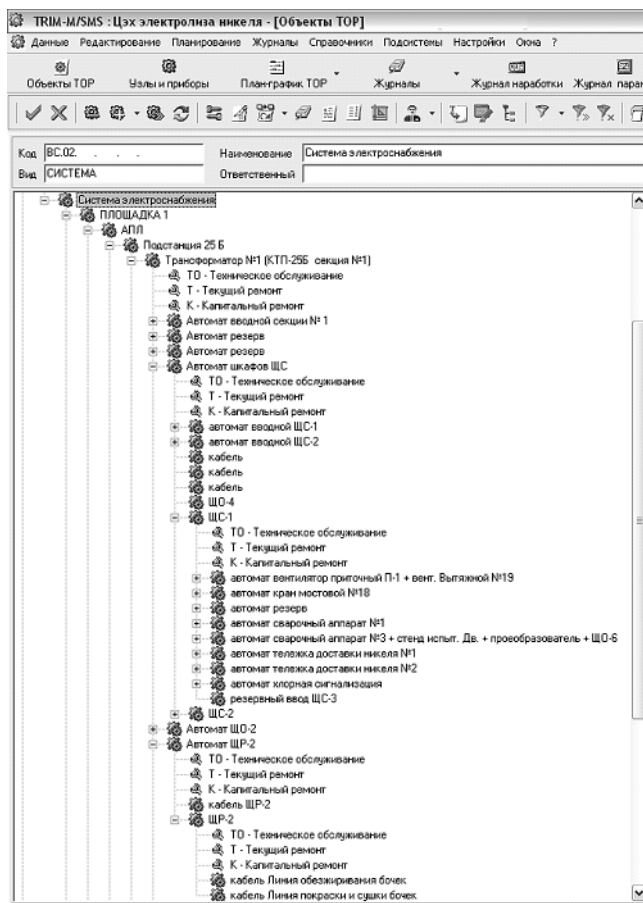 TRIM-M/SMS : Цэх электролиза никеля - [Объекты ТОР]
Данные Редактирование Планирование Журналы Справочники Подсистемы Настройки Окна ?
Объекты ТОР Узлы и приборы План-график ТОР Журналы Журнал наработки Журнал парам
Код ВС.02. . . . Наименование Система электроснабжения
Вид СИСТЕМА Ответственный
Система электроснабжения
ПЛОЩАДКА 1
АПЛ
Подстанция 25 Б
Трансформатор №1 (КТП-25Б секция №1)
ТО - Техническое обслуживание
Т - Текущий ремонт
К - Капитальный ремонт
Автомат вводной секции № 1
Автомат резерв
Автомат резерв
Автомат шкафов ЩС
ТО - Техническое обслуживание
Т - Текущий ремонт
К - Капитальный ремонт
автомат вводной ЩС-1
автомат вводной ЩС-2
кабель
кабель
кабель
ЩО-4
ЩС-1
ТО - Техническое обслуживание
Т - Текущий ремонт
К - Капитальный ремонт
автомат вентилятор приточный П-1 + вент. Вытяжной №19
автомат кран мостовой №18
автомат резерв
автомат сварочный аппарат №1
автомат сварочный аппарат №3 + стенд испыт. Дв. + проеобразователь + ЩО-6
автомат тележка доставки никеля №1
автомат тележка доставки никеля №2
автомат хлорная сигнализация
резервный ввод ЩС-3
ЩС-2
Автомат ЩО-2
Автомат ЩР-2
ТО - Техническое обслуживание
Т - Текущий ремонт
К - Капитальный ремонт
кабель ЩР-2
ЩР-2
ТО - Техническое обслуживание
Т - Текущий ремонт
К - Капитальный ремонт
кабель Линия обезжиривания бочек
кабель Линия покраски и сушки бочек